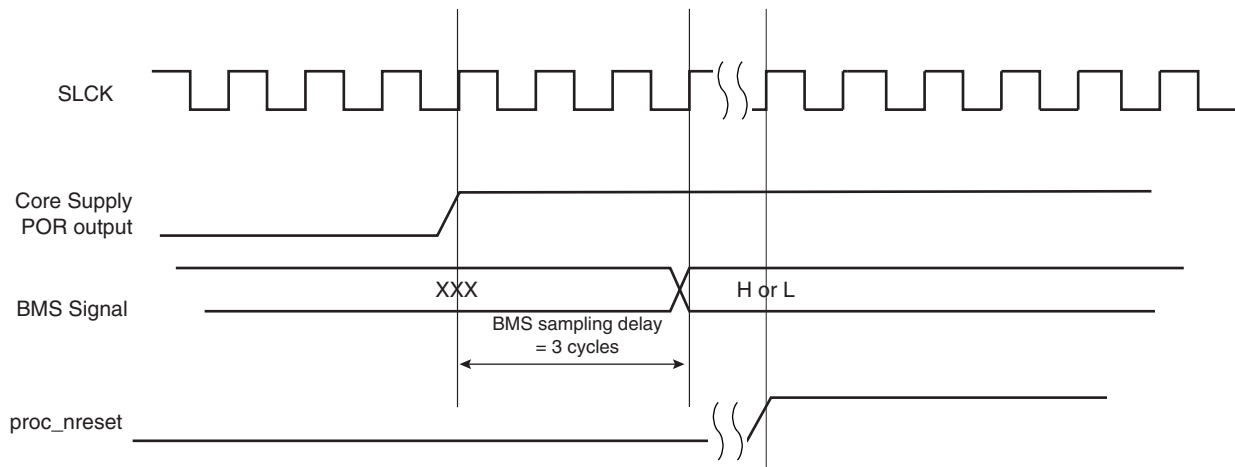 SLCK
Core Supply
POR output
BMS Signal
XXX
H or L
BMS sampling delay
= 3 cycles
proc_nreset